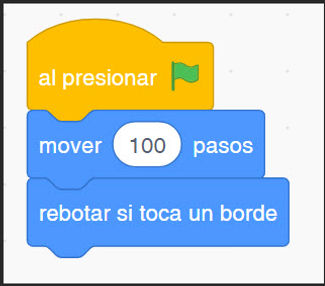 al presionar
mover 100 pasos
rebotar si toca un borde